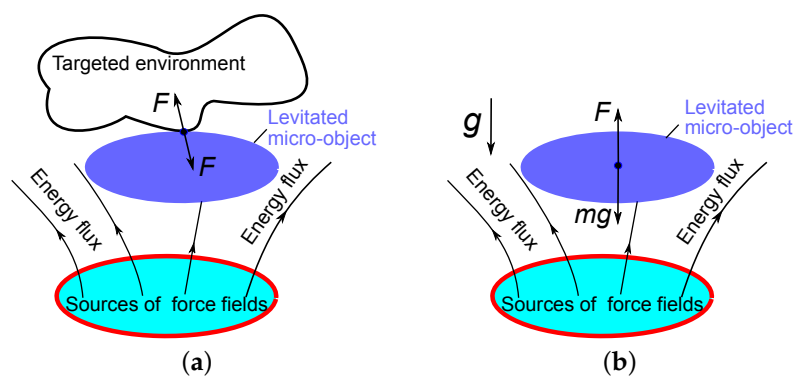 Targeted environment
F
F
Levitated
micro-object
Energy flux
Energy flux
Sources of force fields
(a)
g
F
Levitated
micro-object
mg
Energy flux
Energy flux
Sources of force fields
(b)